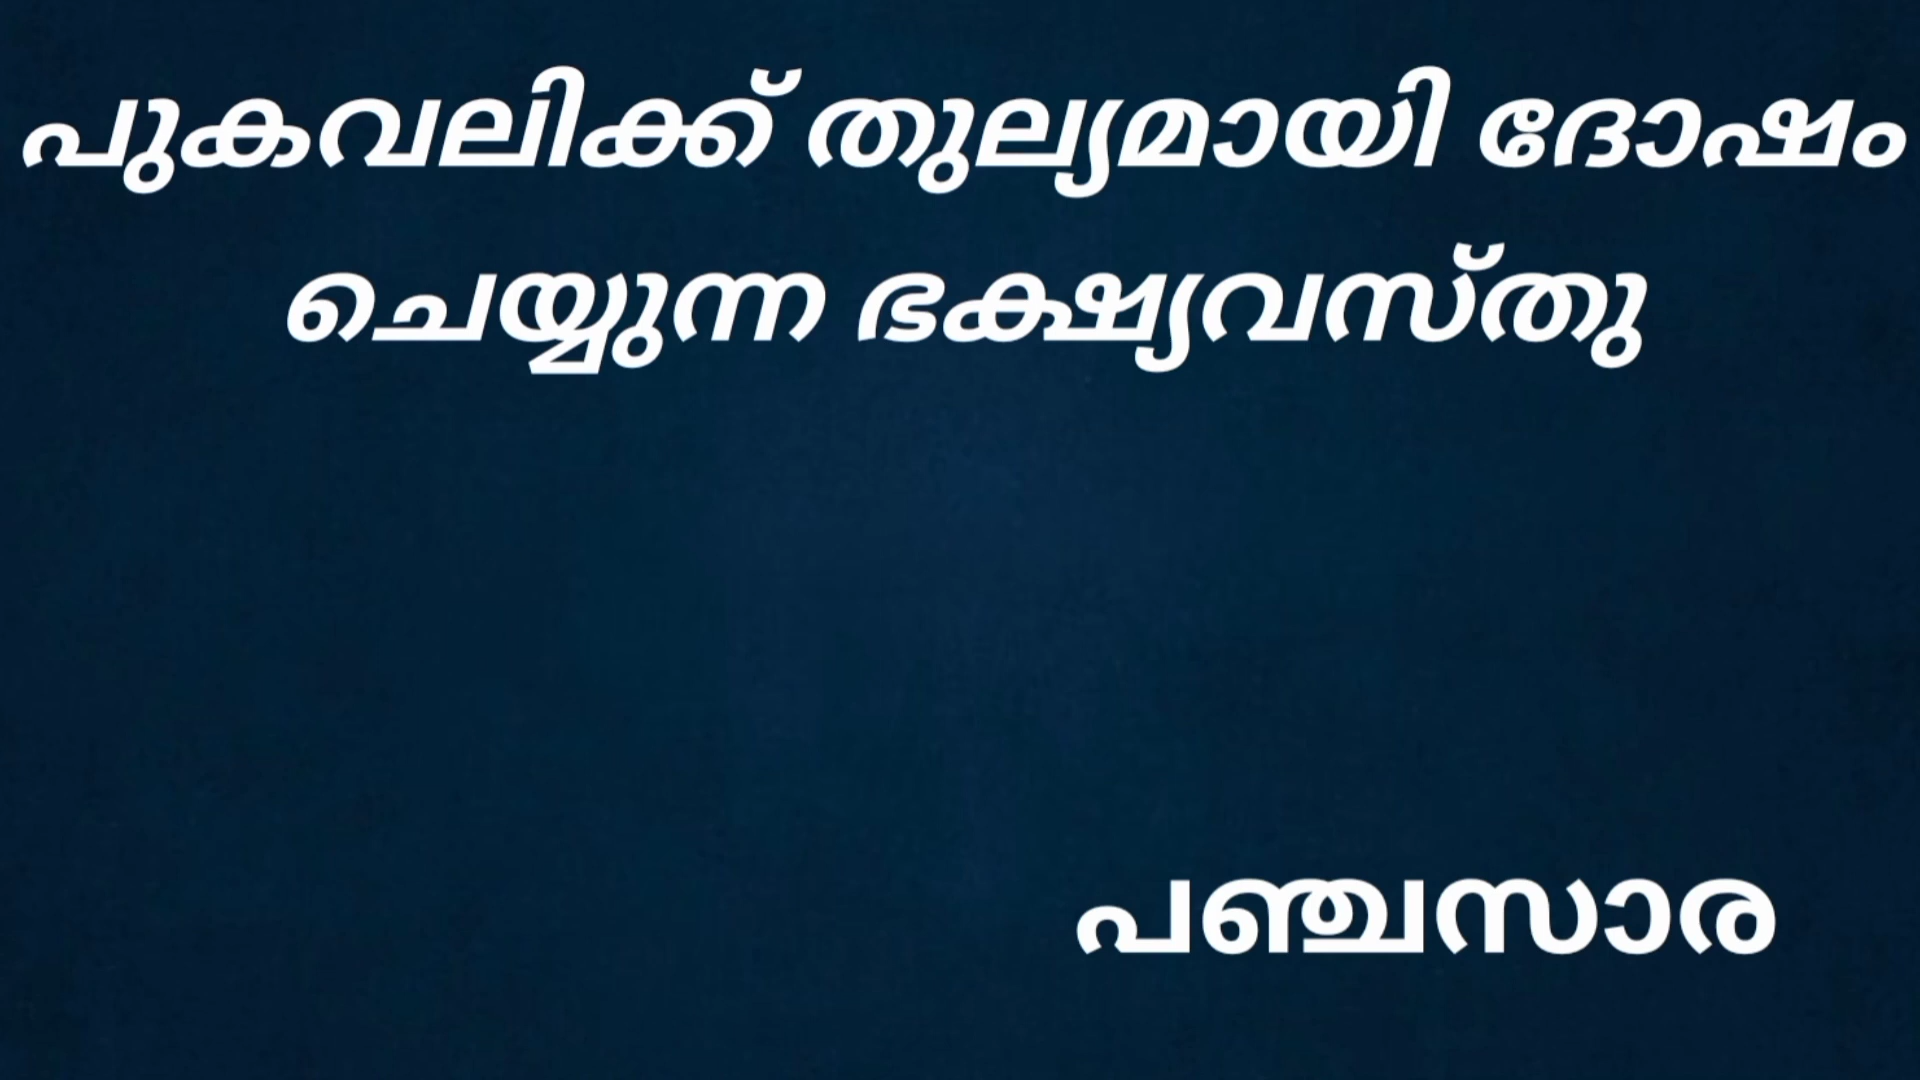 പുകവലിക്ക് തുല്യമായി ദോഷം
ചെയ്യുന്ന ഭക്ഷ്യവസ്തു
പഞ്ചസാര